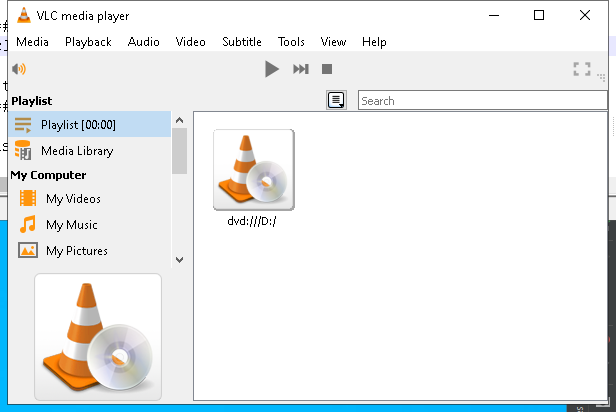 VLC media player
Media Playback Audio Video Subtitle Tools View Help
Playlist
Search
Playlist [00:00]
Media Library
My Computer
My Videos
My Music
My Pictures
dvd:///D:/